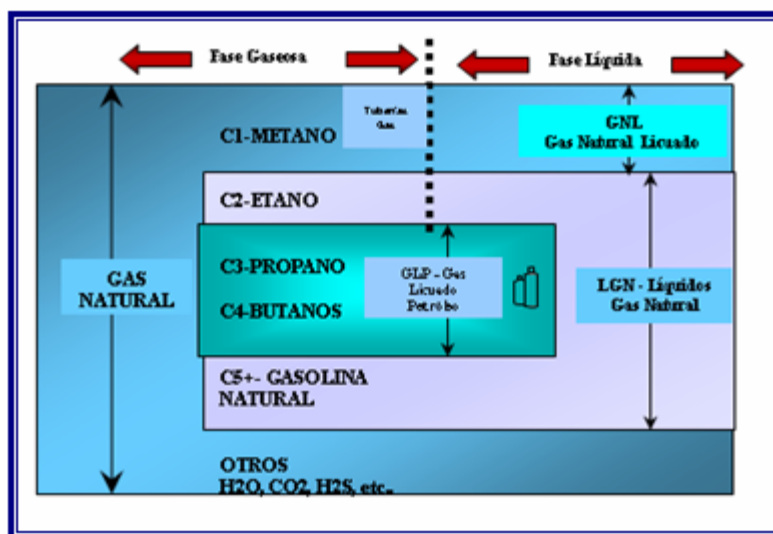 Fase Gaseosa
Fase Líquida
Tuberías
Gas
C1-METANO
GNL
Gas Natural Licuado
C2-ETANO
GAS
NATURAL
C3-PROPANO
C4-BUTANOS
GLP - Gas
Licuado
Petróleo
LGN - Líquidos
Gas Natural
C5+- GASOLINA
NATURAL
OTROS
H2O, CO2, H2S, etc..